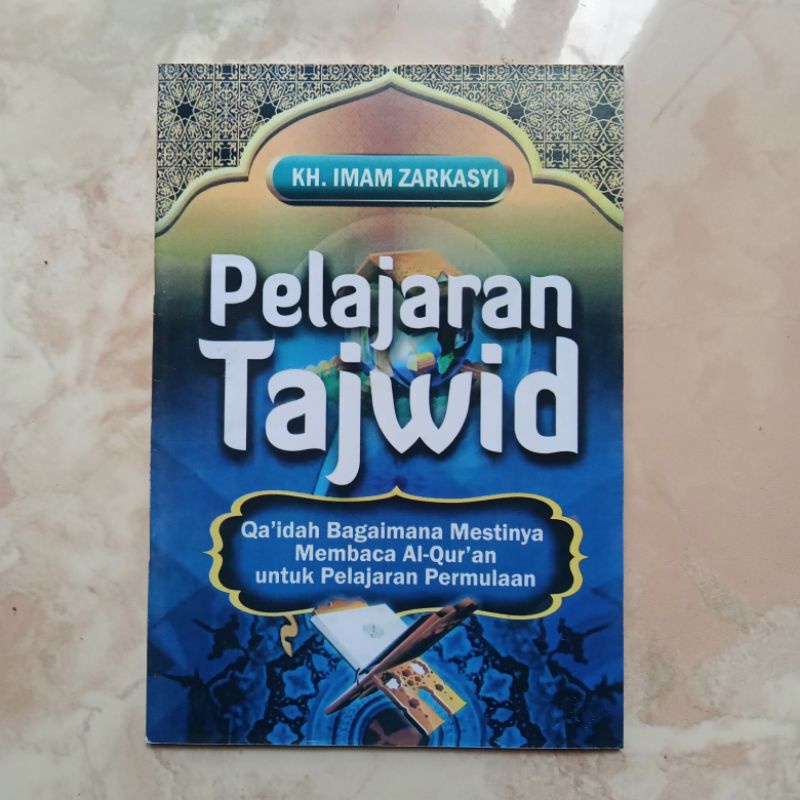 KH. IMAM ZARKASYI
Pelajaran
Tajwid
Qa'idah Bagaimana Mestinya
Membaca Al-Qur'an
untuk Pelajaran Permulaan